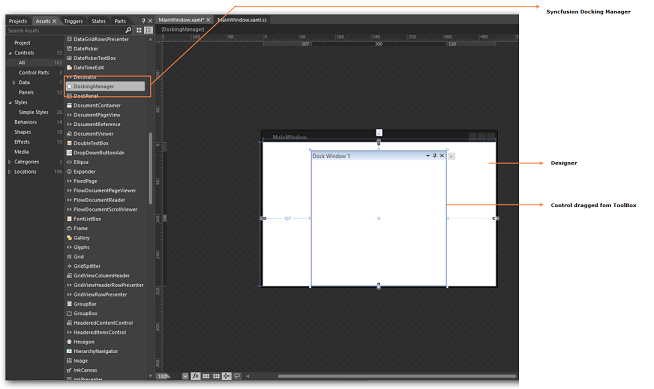 Syncfusion Docking Manager
Projects Assets × Triggers States Parts
MainWindow.xaml* × MainWindow.xaml.cs
Search Assets
[DockingManager]
Project
Controls
All
Control Parts
Data
Panels
Styles
Simple Styles
Behaviors
Shapes
Effects
Media
Categories
Locations
DataGridRowsPresenter
DatePicker
DatePickerTextBox
DateTimeEdit
Decorator
DockingManager
DockPanel
DocumentContainer
DocumentPageView
DocumentReference
DocumentViewer
DoubleTextBox
DropDownButtonAdv
Ellipse
Expander
FixedPage
FlowDocumentPageViewer
FlowDocumentReader
FlowDocumentScrollViewer
FontListBox
Frame
Gallery
Glyphs
Grid
GridSplitter
GridViewColumnHeader
GridViewHeaderRowPresenter
GridViewRowPresenter
GroupBar
GroupBox
HeaderedContentControl
HeaderedItemsControl
Hexagon
HierarchyNavigator
Image
InkCanvas
InkPresenter
107 300 110
MainWindow
Dock Window 1
107
Designer
Control dragged fom ToolBox
100%